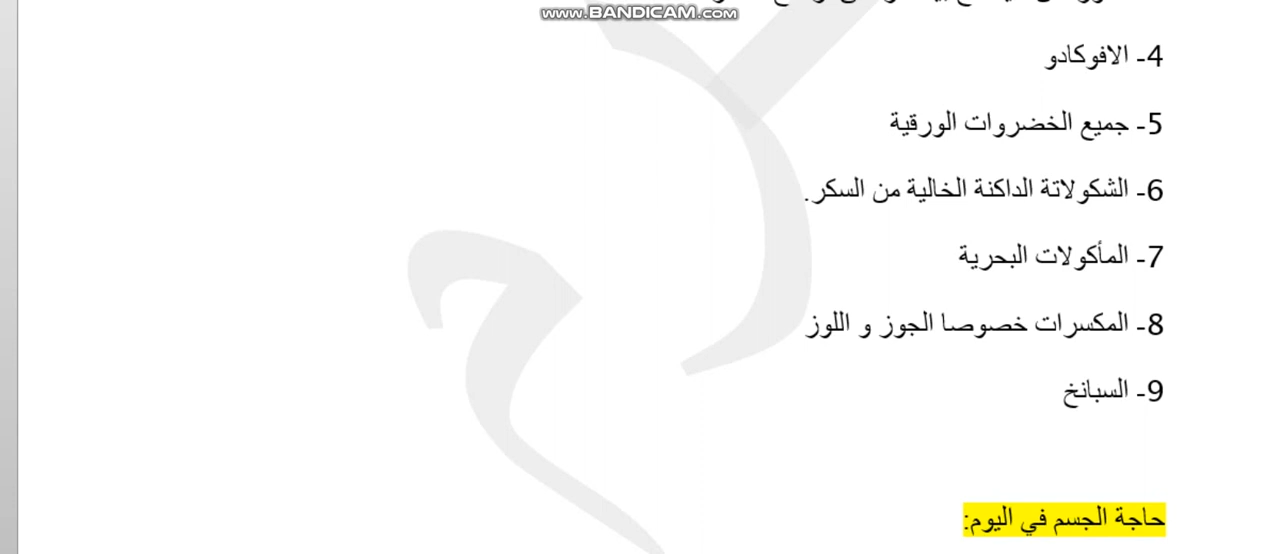 www.BANDICAM.com
4- الافوكادو
5- جميع الخضروات الورقية
6- الشكولاتة الداكنة الخالية من السكر.
7- المأكولات البحرية
8- المكسرات خصوصا الجوز و اللوز
9- السبانخ
حاجة الجسم في اليوم: